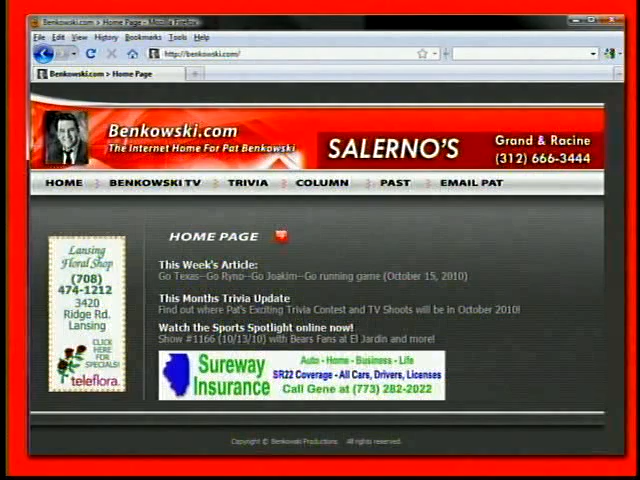 Benkowski.com > Home Page - Mozilla Firefox
File Edit View History Bookmarks Tools Help
http://benkowski.com/
Benkowski.com > Home Page
Benkowski.com
The Internet Home For Pat Benkowski
SALERNO'S
Grand & Racine
(312) 666-3444
HOME BENKOWSKI TV TRIVIA COLUMN PAST EMAIL PAT
Lansing
Floral Shop
(708)
474-1212
3420
Ridge Rd.
Lansing
CLICK
HERE
FOR
SPECIALS!
teleflora.
HOME PAGE
This Week's Article:
Go Texas--Go Ryno--Go Joakim--Go running game (October 15, 2010)
This Months Trivia Update
Find out where Pat's Exciting Trivia Contest and TV Shoots will be in October 2010!
Watch the Sports Spotlight online now!
Show #1166 (10/13/10) with Bears Fans at El Jardin and more!
Sureway
Insurance
Auto - Home - Business - Life
SR22 Coverage - All Cars, Drivers, Licenses
Call Gene at (773) 282-2022
Copyright © Benkowski Productions. All rights reserved.